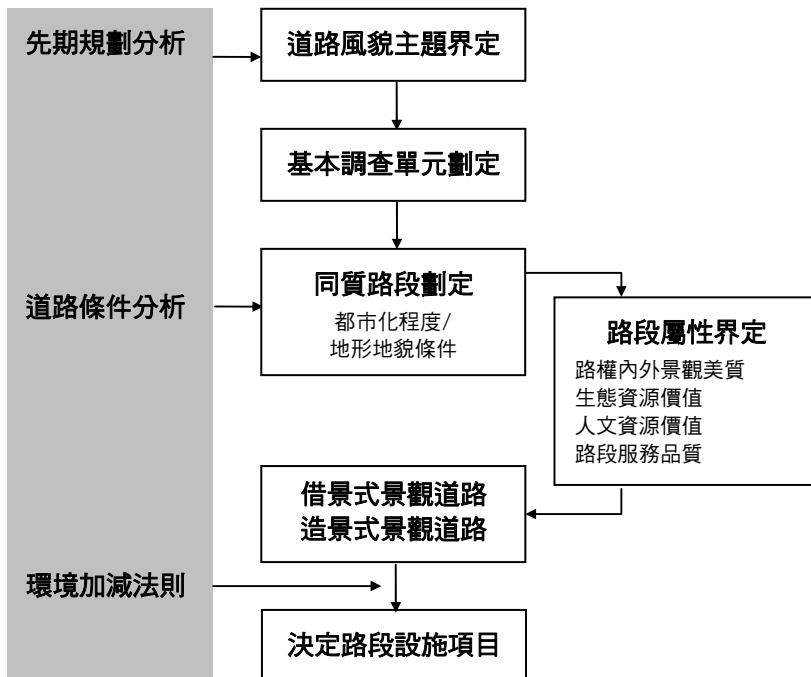 先期規劃分析
道路風貌主題界定
基本調查單元劃定
道路條件分析
同質路段劃定
都市化程度/
地形地貌條件
路段屬性界定
路權內外景觀美質
生態資源價值
人文資源價值
路段服務品質
借景式景觀道路
造景式景觀道路
環境加減法則
決定路段設施項目